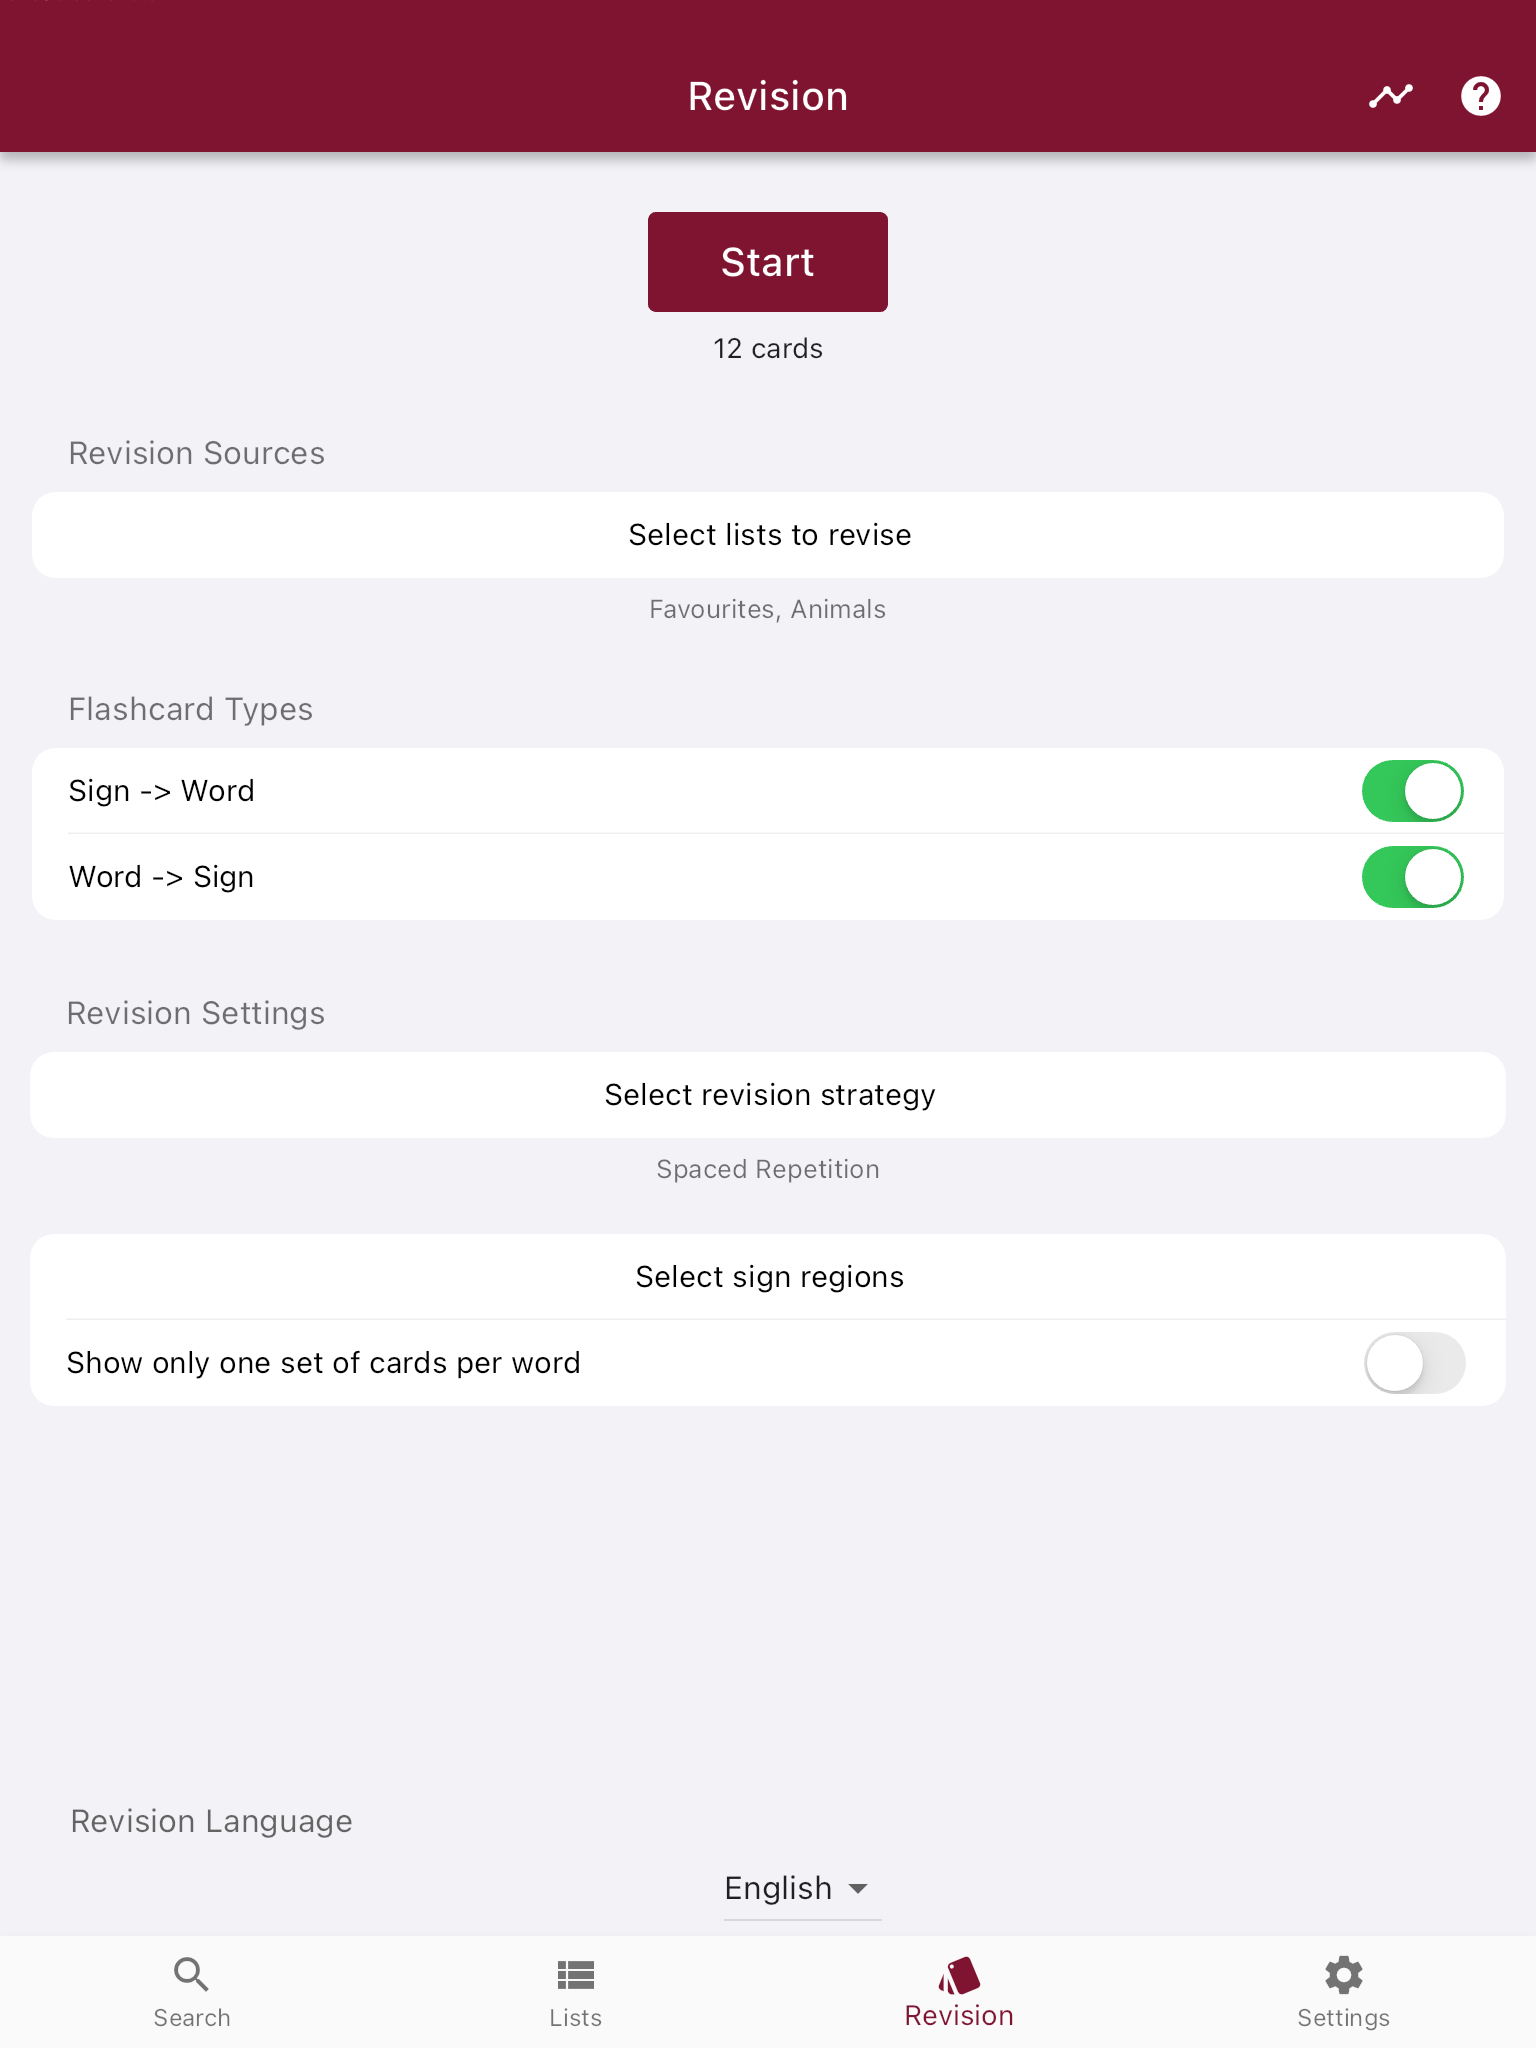 Revision
Start
12 cards
Revision Sources
Select lists to revise
Favourites, Animals
Flashcard Types
Sign -> Word
Word -> Sign
Revision Settings
Select revision strategy
Spaced Repetition
Select sign regions
Show only one set of cards per word
Revision Language
English
Search
Lists
Revision
Settings